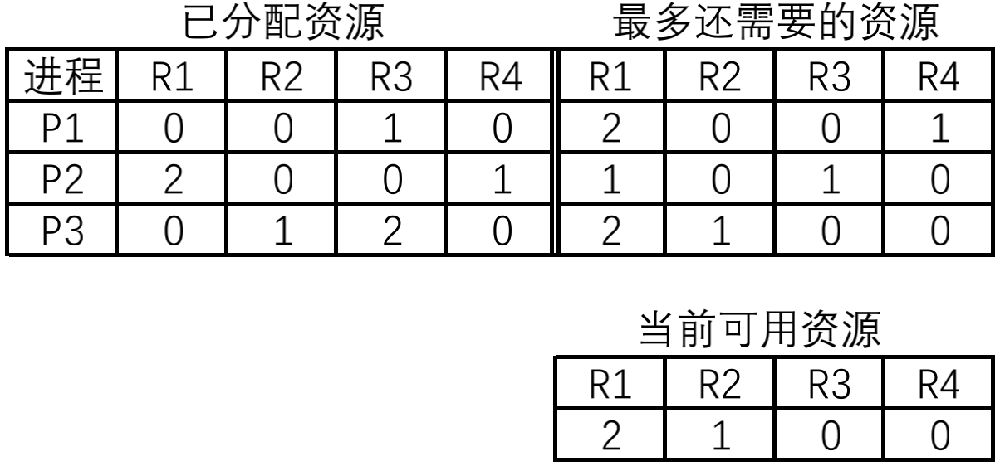 已分配资源 最多还需要的资源
进程 R1 R2 R3 R4 R1 R2 R3 R4
P1 0 0 1 0 2 0 0 1
P2 2 0 0 1 1 0 1 0
P3 0 1 2 0 2 1 0 0
当前可用资源
R1 R2 R3 R4
2 1 0 0